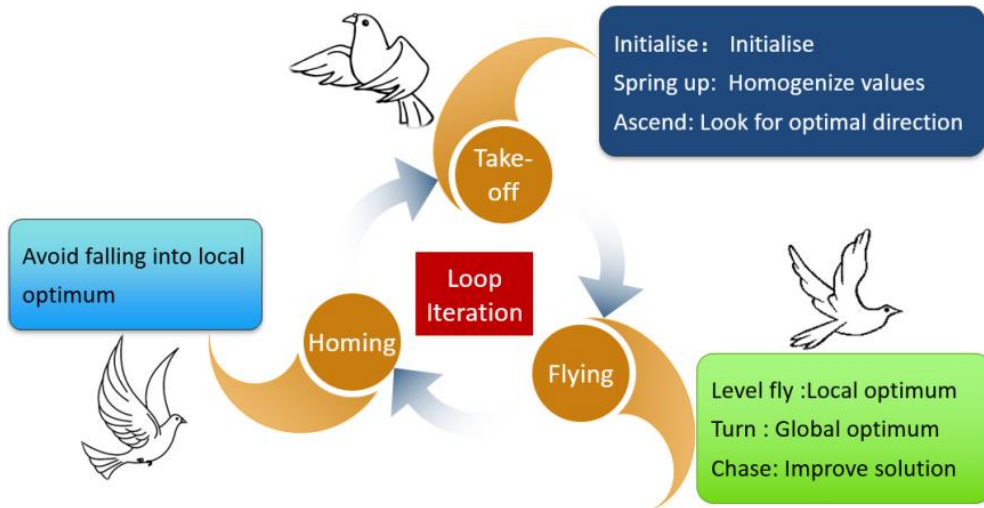 Initialise： Initialise
Spring up: Homogenize values
Ascend: Look for optimal direction
Take-
off
Avoid falling into local
optimum
Loop
Iteration
Homing
Flying
Level fly :Local optimum
Turn : Global optimum
Chase: Improve solution